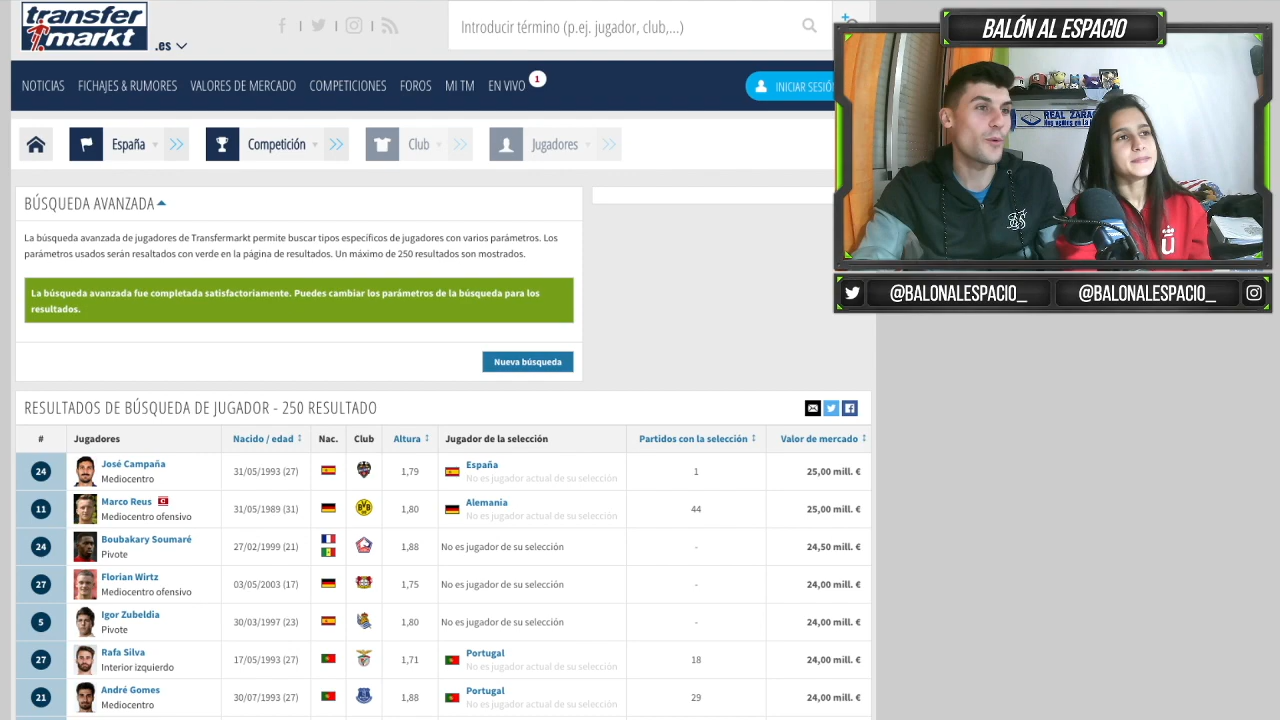 transfer
markt
.es
Introducir término (p.ej. jugador, club,...)
NOTICIAS FICHAJES & RUMORES VALORES DE MERCADO COMPETICIONES FOROS MI TM EN VIVO 1 INICIAR SESIÓ
España Competición Club Jugadores
BÚSQUEDA AVANZADA
La búsqueda avanzada de jugadores de Transfermarkt permite buscar tipos específicos de jugadores con varios parámetros. Los
parámetros usados serán resaltados con verde en la página de resultados. Un máximo de 250 resultados son mostrados.
La búsqueda avanzada fue completada satisfactoriamente. Puedes cambiar los parámetros de la búsqueda para los
resultados.
Nueva búsqueda
BALÓN AL ESPACIO
REAL ZARA
@BALONALESPACIO_ @BALONALESPACIO_
RESULTADOS DE BÚSQUEDA DE JUGADOR - 250 RESULTADO
# Jugadores Nacido / edad Nac. Club Altura Jugador de la selección Partidos con la selección Valor de mercado
24 José Campaña 31/05/1993 (27) 1,79 España 1 25,00 mill. €
Mediocentro No es jugador actual de su selección
11 Marco Reus 31/05/1989 (31) 1,80 Alemania 44 25,00 mill. €
Mediocentro ofensivo No es jugador actual de su selección
24 Boubakary Soumaré 27/02/1999 (21) 1,88 No es jugador de su selección - 24,50 mill. €
Pivote
27 Florian Wirtz 03/05/2003 (17) 1,75 No es jugador de su selección - 24,00 mill. €
Mediocentro ofensivo
5 Igor Zubeldia 30/03/1997 (23) 1,80 No es jugador de su selección - 24,00 mill. €
Pivote
27 Rafa Silva 17/05/1993 (27) 1,71 Portugal 18 24,00 mill. €
Interior izquierdo No es jugador actual de su selección
21 André Gomes 30/07/1993 (27) 1,88 Portugal 29 24,00 mill. €
Mediocentro No es jugador actual de su selección